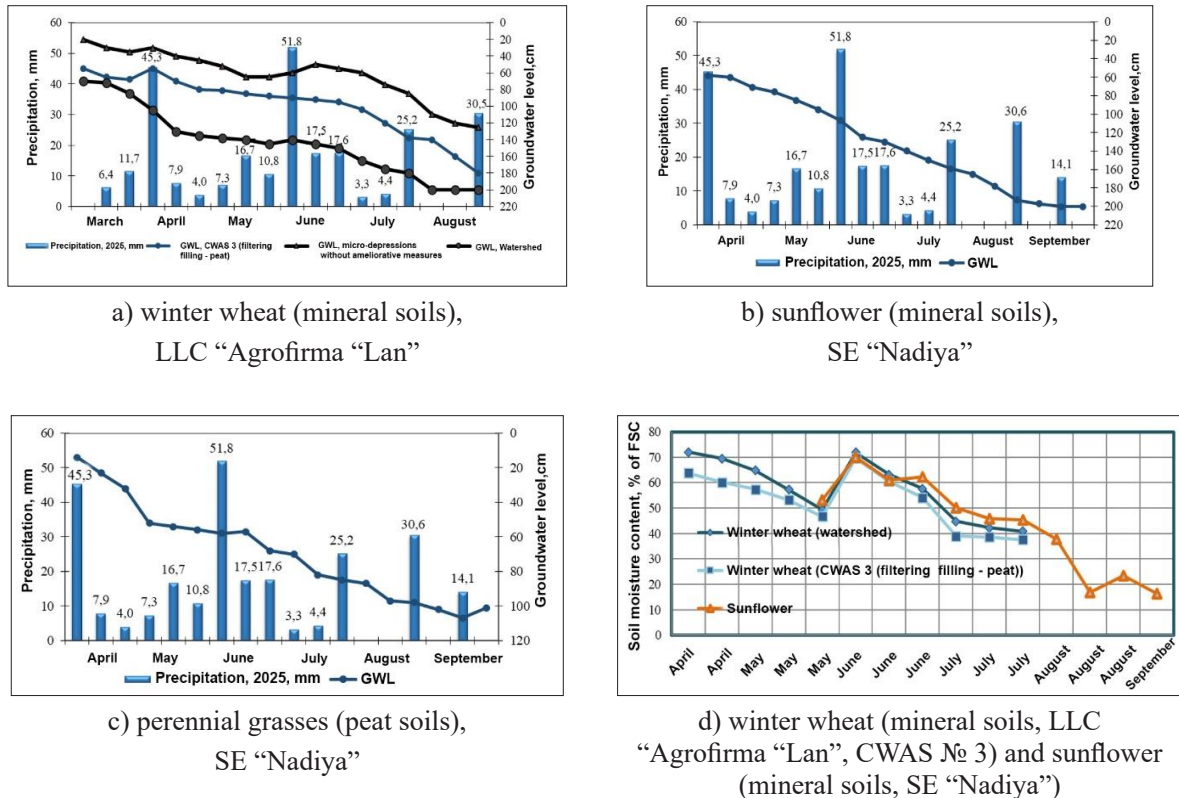 60
50
40
30
20
10
0
Precipitation, mm
0
20
40
60
80
100
120
140
160
180
200
220
Groundwater level,cm
6,4
11,7
45,3
7,9
4,0
7,3
16,7
10,8
51,8
17,5
17,6
3,3
4,4
25,2
30,5
March
April
May
June
July
August
Precipitation, 2025, mm
GWL, CWAS 3 (filtering
filling - peat)
GWL, micro-depressions
without ameliorative measures
GWL, Watershed
a) winter wheat (mineral soils),
LLC “Agrofirma “Lan”
60
50
40
30
20
10
0
Precipitation, mm
0
20
40
60
80
100
120
140
160
180
200
220
Groundwater level,cm
45,3
7,9
4,0
7,3
16,7
10,8
51,8
17,5
17,6
3,3
4,4
25,2
30,6
14,1
April
May
June
July
August
September
Precipitation, 2025, mm
GWL
b) sunflower (mineral soils),
SE “Nadiya”
60
50
40
30
20
10
0
Precipitation, mm
0
20
40
60
80
100
120
Groundwater level,cm
45,3
7,9
4,0
7,3
16,7
10,8
51,8
17,5
17,6
3,3
4,4
25,2
30,6
14,1
April
May
June
July
August
September
Precipitation, 2025, mm
GWL
c) perennial grasses (peat soils),
SE “Nadiya”
80
70
60
50
40
30
20
10
0
Soil moisture content, % of FSC
Winter wheat (watershed)
Winter wheat (CWAS 3 (filtering filling - peat))
Sunflower
April
April
May
May
May
June
June
June
July
July
July
August
August
August
September
d) winter wheat (mineral soils, LLC
“Agrofirma “Lan”, CWAS № 3) and sunflower
(mineral soils, SE “Nadiya”)